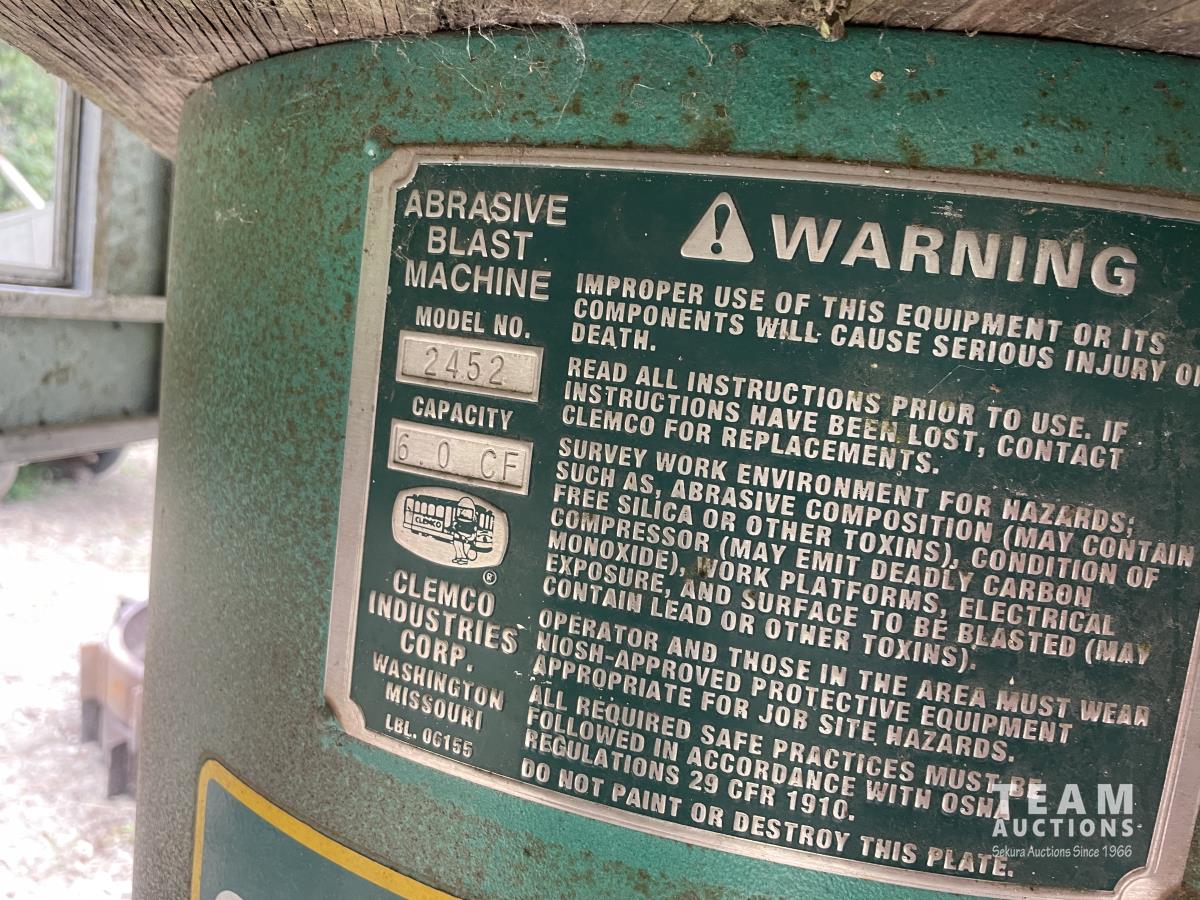 ABRASIVE
BLAST
MACHINE
MODEL NO.
2452
CAPACITY
6.0 CF
CLEMCO
®
CLEMCO
INDUSTRIES
CORP.
WASHINGTON
MISSOURI
LBL. 06155
WARNING
IMPROPER USE OF THIS EQUIPMENT OR ITS
COMPONENTS WILL CAUSE SERIOUS INJURY OR
DEATH.
READ ALL INSTRUCTIONS PRIOR TO USE. IF
INSTRUCTIONS HAVE BEEN LOST, CONTACT
CLEMCO FOR REPLACEMENTS.
SURVEY WORK ENVIRONMENT FOR HAZARDS;
SUCH AS, ABRASIVE COMPOSITION (MAY CONTAIN
FREE SILICA OR OTHER TOXINS), CONDITION OF
COMPRESSOR (MAY EMIT DEADLY CARBON
MONOXIDE), WORK PLATFORMS, ELECTRICAL
EXPOSURE, AND SURFACE TO BE BLASTED (MAY
CONTAIN LEAD OR OTHER TOXINS).
OPERATOR AND THOSE IN THE AREA MUST WEAR
NIOSH-APPROVED PROTECTIVE EQUIPMENT
APPROPRIATE FOR JOB SITE HAZARDS.
ALL REQUIRED SAFE PRACTICES MUST BE
FOLLOWED IN ACCORDANCE WITH OSHA
REGULATIONS 29 CFR 1910.
DO NOT PAINT OR DESTROY THIS PLATE.
TEAM
AUCTIONS
Sekura Auctions Since 1966